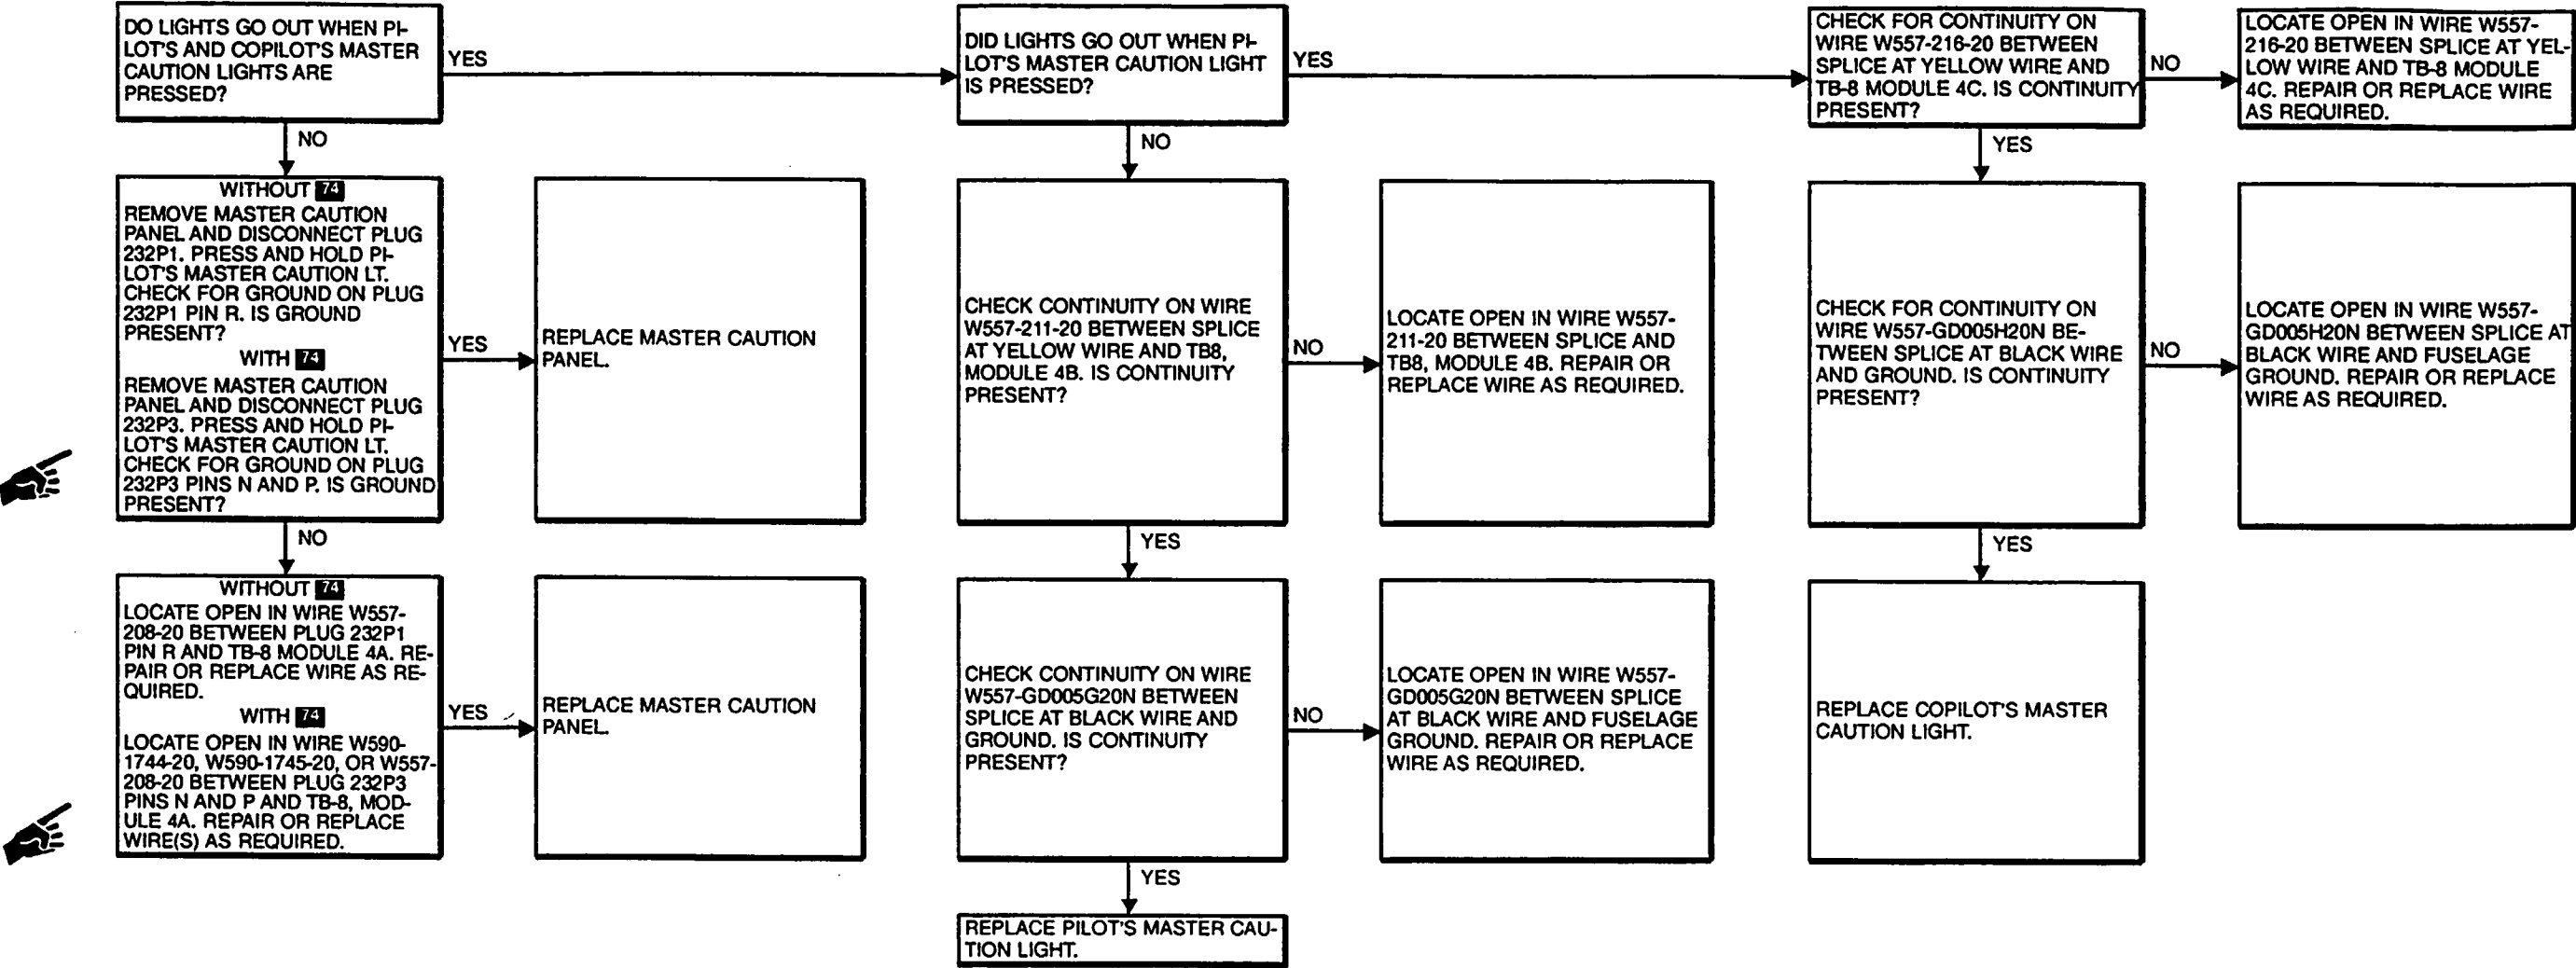 DO LIGHTS GO OUT WHEN PI-
LOT'S AND COPILOT'S MASTER
CAUTION LIGHTS ARE
PRESSED?
YES
NO
DID LIGHTS GO OUT WHEN PI-
LOT'S MASTER CAUTION LIGHT
IS PRESSED?
YES
NO
CHECK FOR CONTINUITY ON
WIRE W557-216-20 BETWEEN
SPLICE AT YELLOW WIRE AND
TB-8 MODULE 4C. IS CONTINUITY
PRESENT?
NO
YES
LOCATE OPEN IN WIRE W557-
216-20 BETWEEN SPLICE AT YEL-
LOW WIRE AND TB-8 MODULE
4C. REPAIR OR REPLACE WIRE
AS REQUIRED.
WITHOUT 74
REMOVE MASTER CAUTION
PANEL AND DISCONNECT PLUG
232P1. PRESS AND HOLD PI-
LOT'S MASTER CAUTION LT.
CHECK FOR GROUND ON PLUG
232P1 PIN R. IS GROUND
PRESENT?
WITH 74
REMOVE MASTER CAUTION
PANEL AND DISCONNECT PLUG
232P3. PRESS AND HOLD PI-
LOT'S MASTER CAUTION LT.
CHECK FOR GROUND ON PLUG
232P3 PINS N AND P. IS GROUND
PRESENT?
YES
NO
REPLACE MASTER CAUTION
PANEL.
CHECK CONTINUITY ON WIRE
W557-211-20 BETWEEN SPLICE
AT YELLOW WIRE AND TB8,
MODULE 4B. IS CONTINUITY
PRESENT?
NO
YES
LOCATE OPEN IN WIRE W557-
211-20 BETWEEN SPLICE AND
TB8, MODULE 4B. REPAIR OR
REPLACE WIRE AS REQUIRED.
CHECK FOR CONTINUITY ON
WIRE W557-GD005H20N BE-
TWEEN SPLICE AT BLACK WIRE
AND GROUND. IS CONTINUITY
PRESENT?
NO
YES
LOCATE OPEN IN WIRE W557-
GD005H20N BETWEEN SPLICE AT
BLACK WIRE AND FUSELAGE
GROUND. REPAIR OR REPLACE
WIRE AS REQUIRED.
WITHOUT 74
LOCATE OPEN IN WIRE W557-
208-20 BETWEEN PLUG 232P1
PIN R AND TB-8 MODULE 4A. RE-
PAIR OR REPLACE WIRE AS RE-
QUIRED.
WITH 74
LOCATE OPEN IN WIRE W590-
1744-20, W590-1745-20, OR W557-
208-20 BETWEEN PLUG 232P3
PINS N AND P AND TB-8, MOD-
ULE 4A. REPAIR OR REPLACE
WIRE(S) AS REQUIRED.
YES
REPLACE MASTER CAUTION
PANEL.
CHECK CONTINUITY ON WIRE
W557-GD005G20N BETWEEN
SPLICE AT BLACK WIRE AND
GROUND. IS CONTINUITY
PRESENT?
NO
YES
LOCATE OPEN IN WIRE W557-
GD005G20N BETWEEN SPLICE
AT BLACK WIRE AND FUSELAGE
GROUND. REPAIR OR REPLACE
WIRE AS REQUIRED.
REPLACE COPILOT'S MASTER
CAUTION LIGHT.
REPLACE PILOT'S MASTER CAU-
TION LIGHT.